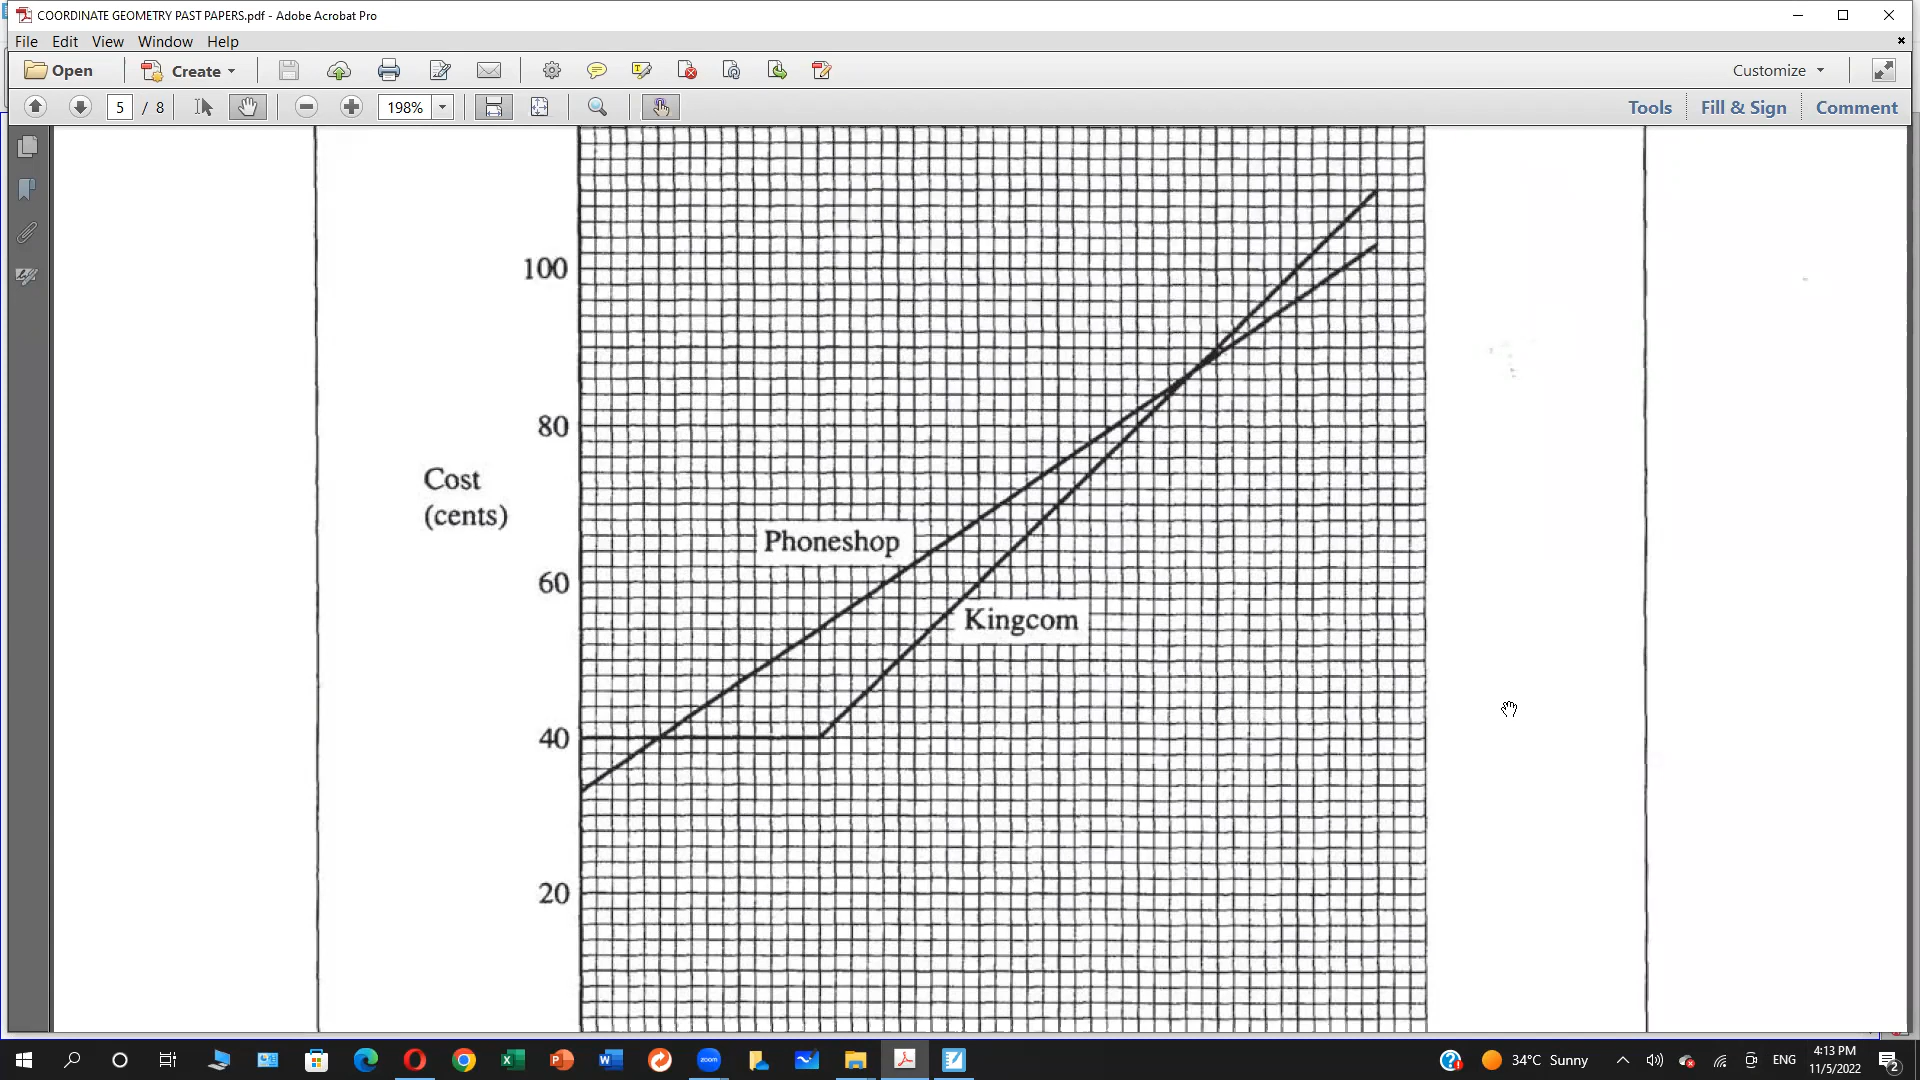 COORDINATE GEOMETRY PAST PAPERS.pdf - Adobe Acrobat Pro
File Edit View Window Help
Open Create Customize
5 / 8 198% Tools Fill & Sign Comment
100
80
Cost
(cents)
Phoneshop
60
Kingcom
40
20
zoom
34°C Sunny ENG 4:13 PM
11/5/2022 2